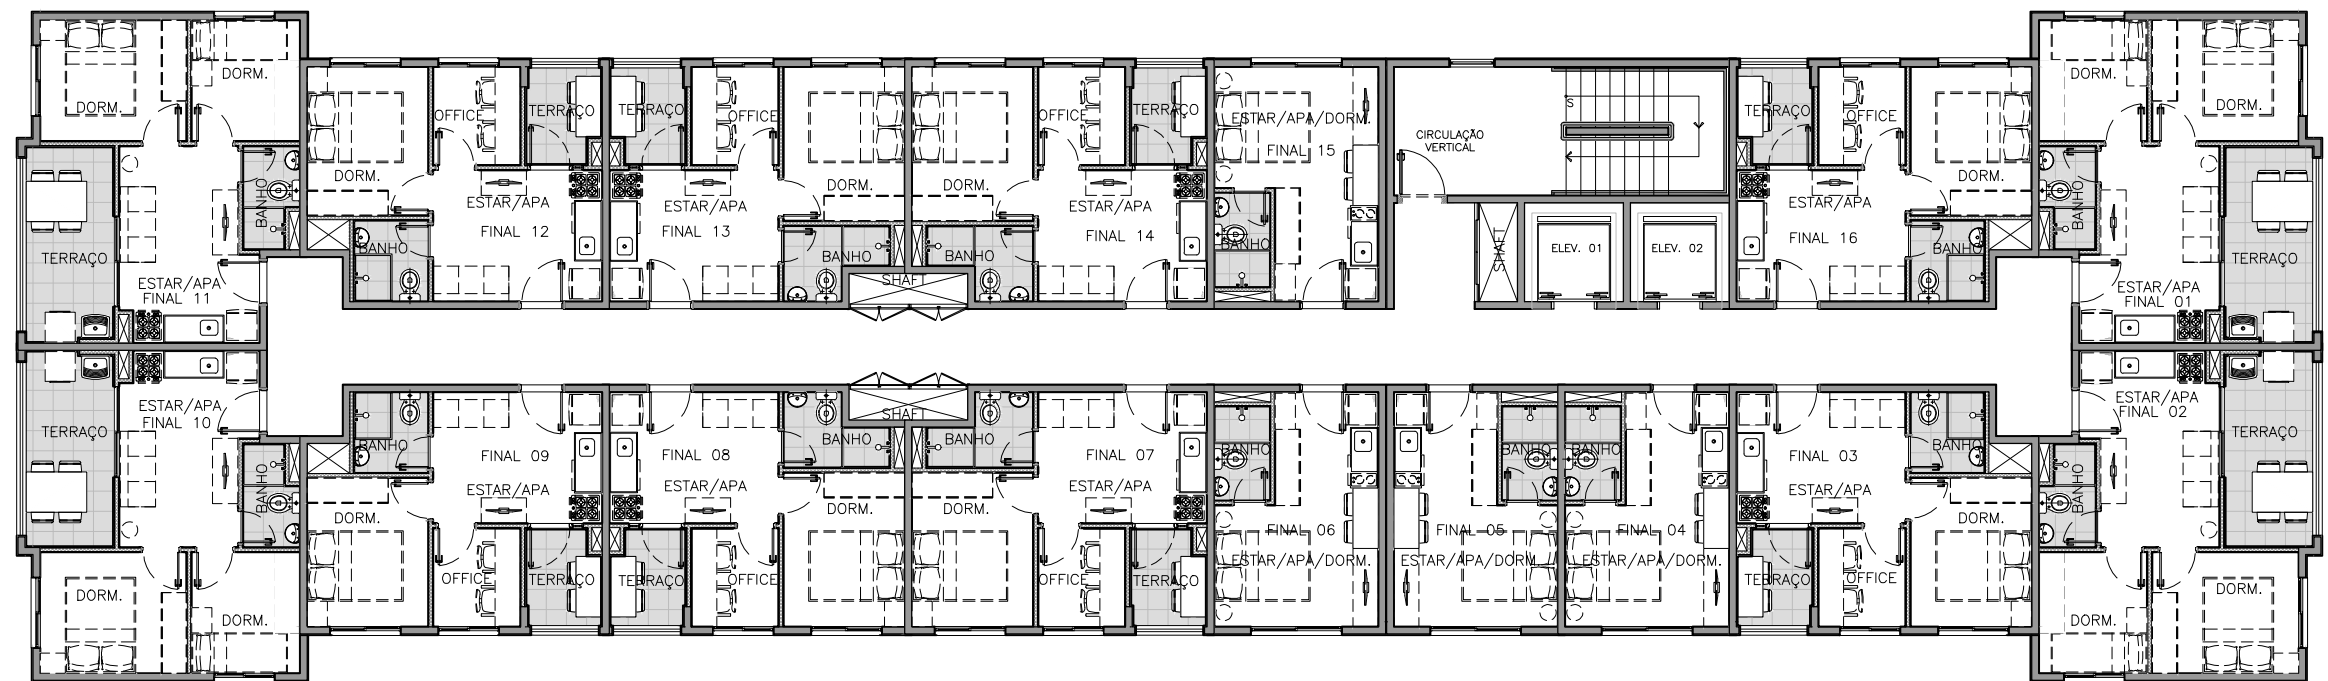 DORM.
DORM.
TERRAÇO
BANHO
ESTAR/APA
FINAL 11
DORM.
OFFICE
TERRAÇO
ESTAR/APA
FINAL 12
BANHO
TERRAÇO
OFFICE
DORM.
ESTAR/APA
FINAL 13
BANHO
SHAFT
DORM.
OFFICE
TERRAÇO
ESTAR/APA
FINAL 14
BANHO
ESTAR/APA/DORM.
FINAL 15
BANHO
CIRCULAÇÃO
VERTICAL
S
SHAFT
ELEV. 01
ELEV. 02
TERRAÇO
OFFICE
DORM.
ESTAR/APA
FINAL 16
BANHO
DORM.
DORM.
BANHO
TERRAÇO
ESTAR/APA
FINAL 01
ESTAR/APA
FINAL 10
TERRAÇO
BANHO
DORM.
DORM.
BANHO
FINAL 09
ESTAR/APA
DORM.
OFFICE
TERRAÇO
FINAL 08
ESTAR/APA
BANHO
DORM.
TERRAÇO
OFFICE
SHAFT
BANHO
FINAL 07
ESTAR/APA
DORM.
OFFICE
TERRAÇO
BANHO
FINAL 06
ESTAR/APA/DORM.
BANHO
FINAL 05
ESTAR/APA/DORM.
BANHO
FINAL 04
ESTAR/APA/DORM.
FINAL 03
ESTAR/APA
BANHO
DORM.
TERRAÇO
OFFICE
ESTAR/APA
FINAL 02
TERRAÇO
BANHO
DORM.
DORM.